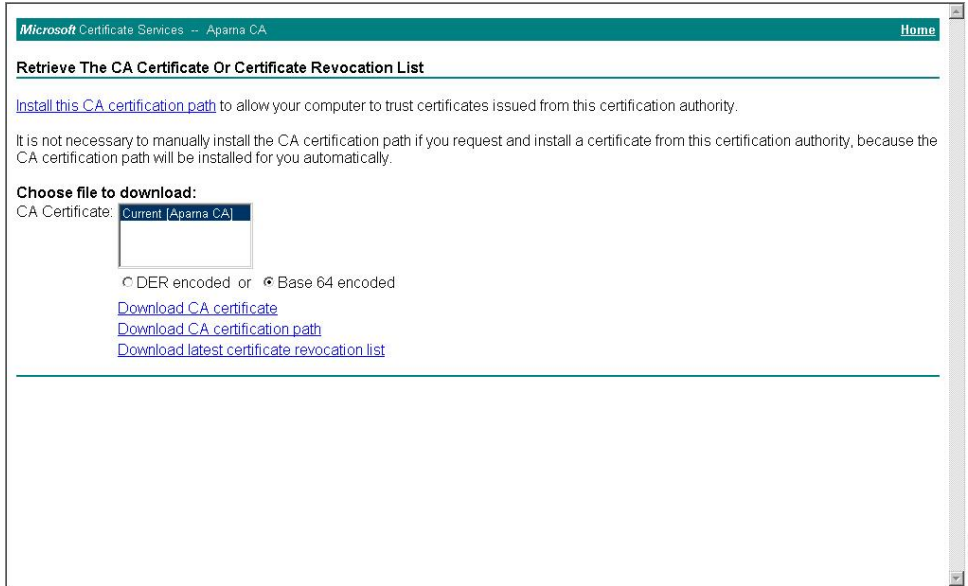 Microsoft Certificate Services -- Aparna CA Home
Retrieve The CA Certificate Or Certificate Revocation List
Install this CA certification path to allow your computer to trust certificates issued from this certification authority.
It is not necessary to manually install the CA certification path if you request and install a certificate from this certification authority, because the
CA certification path will be installed for you automatically.
Choose file to download:
CA Certificate: Current [Aparna CA]
DER encoded or Base 64 encoded
Download CA certificate
Download CA certification path
Download latest certificate revocation list